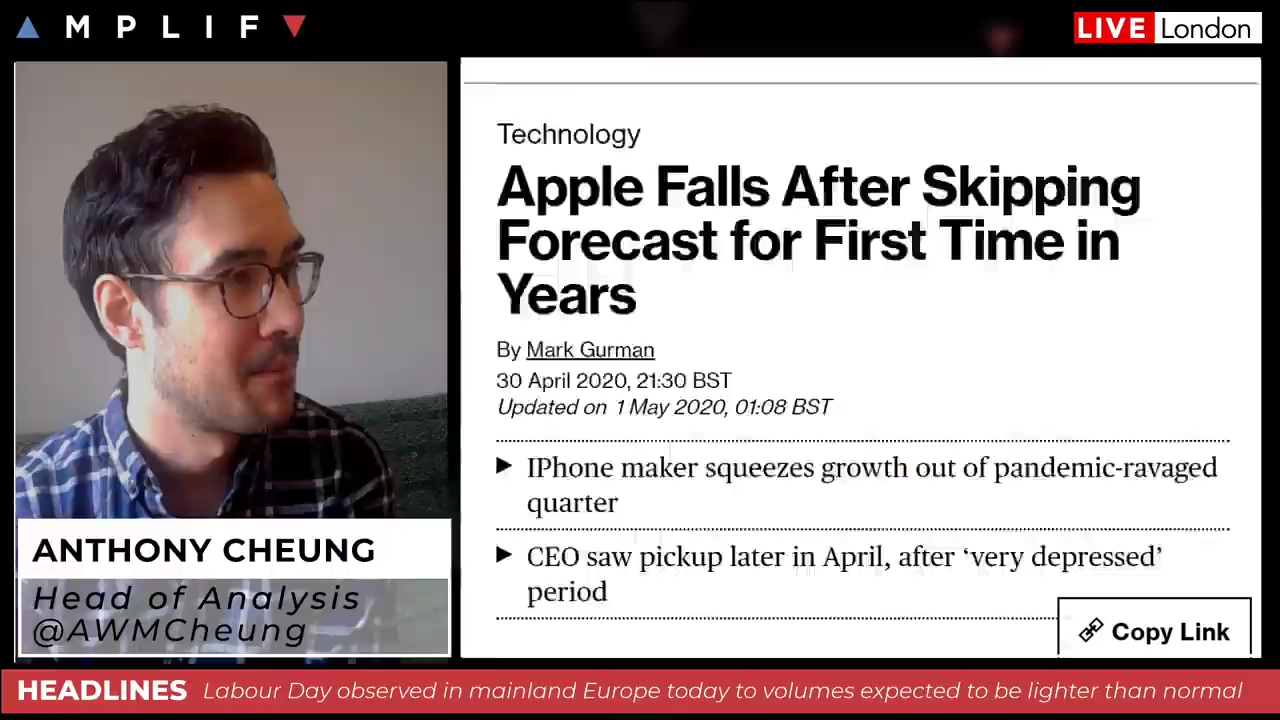 AMPLIFY
LIVE London
Technology
Apple Falls After Skipping
Forecast for First Time in
Years
By Mark Gurman
30 April 2020, 21:30 BST
Updated on 1 May 2020, 01:08 BST
IPhone maker squeezes growth out of pandemic-ravaged
quarter
CEO saw pickup later in April, after ‘very depressed’
period
Copy Link
ANTHONY CHEUNG
Head of Analysis
@AWMCheung
HEADLINES Labour Day observed in mainland Europe today to volumes expected to be lighter than normal